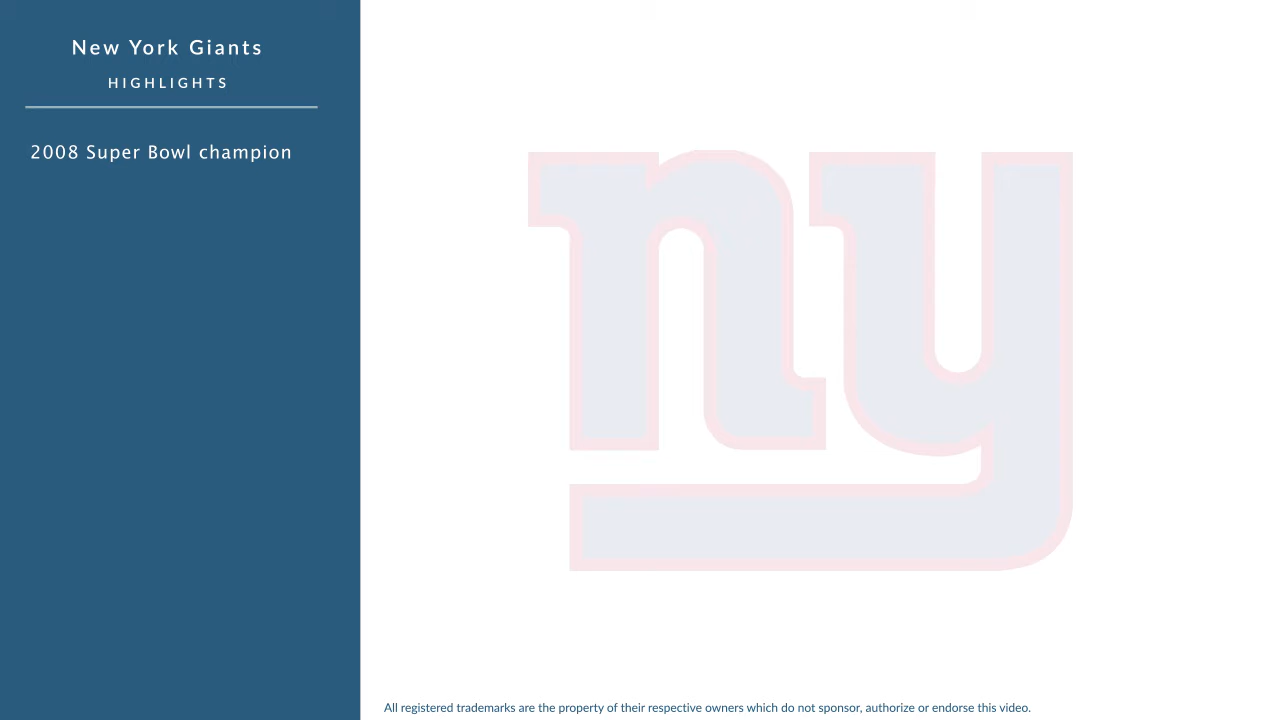 New York Giants
HIGHLIGHTS
2008 Super Bowl champion
ny
All registered trademarks are the property of their respective owners which do not sponsor, authorize or endorse this video.